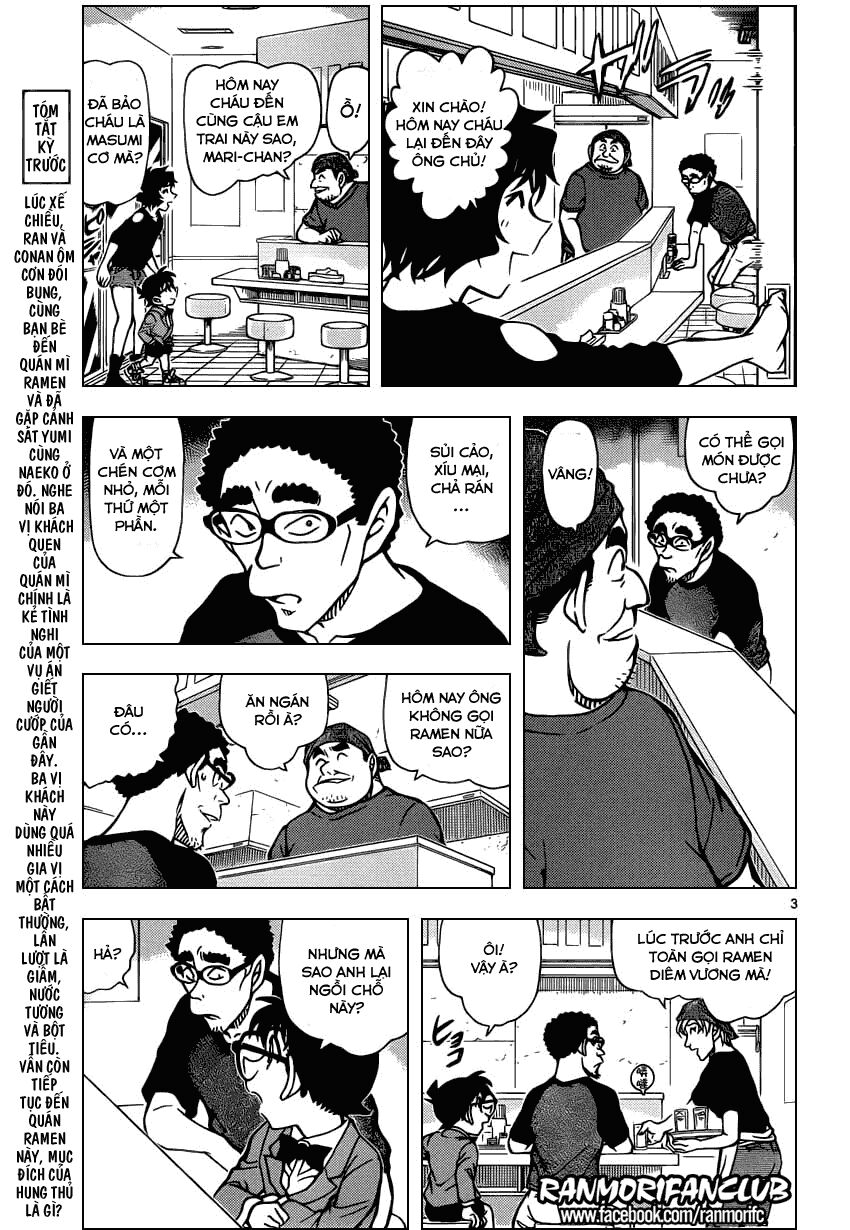 TÓM
TẮT
KỲ
TRƯỚC
LÚC XẾ
CHIỀU,
RAN VÀ
CONAN ÔM
CƠN ĐÓI
BỤNG,
CÙNG
BẠN BÈ
ĐẾN
QUÁN MÌ
RAMEN
VÀ ĐÃ
GẶP CẢNH
SÁT YUMI
CÙNG
NAEKO Ở
ĐÓ. NGHE
NÓI BA
VỊ KHÁCH
QUEN
CỦA
QUÁN MÌ
CHÍNH LÀ
KẺ TÌNH
NGHI
CỦA MỘT
VỤ ÁN
GIẾT
NGƯỜI
CƯỚP CỦA
GẦN
ĐÂY.
BA VỊ
KHÁCH
NÀY
DÙNG QUÁ
NHIỀU
GIA VỊ
MỘT CÁCH
BẤT
THƯỜNG,
LẦN
LƯỢT LÀ
GIẤM,
NƯỚC
TƯƠNG
VÀ BỘT
TIÊU.
VẪN CÒN
TIẾP
TỤC ĐẾN
QUÁN
RAMEN
NÀY, MỤC
ĐÍCH CỦA
HUNG THỦ
LÀ GÌ?
XIN CHÀO!
HÔM NAY CHÁU
LẠI ĐẾN ĐÂY
ÔNG CHỦ!
Ồ!
HÔM NAY
CHÁU ĐẾN
CÙNG CẬU EM
TRAI NÀY SAO,
MARI-CHAN?
ĐÃ BẢO
CHÁU LÀ
MASUMI
CƠ MÀ?
CÓ THỂ GỌI
MÓN ĐƯỢC
CHƯA?
VÂNG!
SỦI CẢO,
XÍU MẠI,
CHẢ RÁN
...
VÀ MỘT
CHÉN CƠM
NHỎ, MỖI
THỨ MỘT
PHẦN.
HÔM NAY ÔNG
KHÔNG GỌI
RAMEN NỮA
SAO?
ĂN NGÁN
RỒI À?
ĐÂU
CÓ...
3
LÚC TRƯỚC ANH CHỈ
TOÀN GỌI RAMEN
DIÊM VƯƠNG MÀ!
ÔI!
VẬY À?
ヒョコ
NHƯNG MÀ
SAO ANH LẠI
NGỒI CHỖ
NÀY?
HẢ?
RANMORIFANCLUB
www.facebook.com/ranmorifc